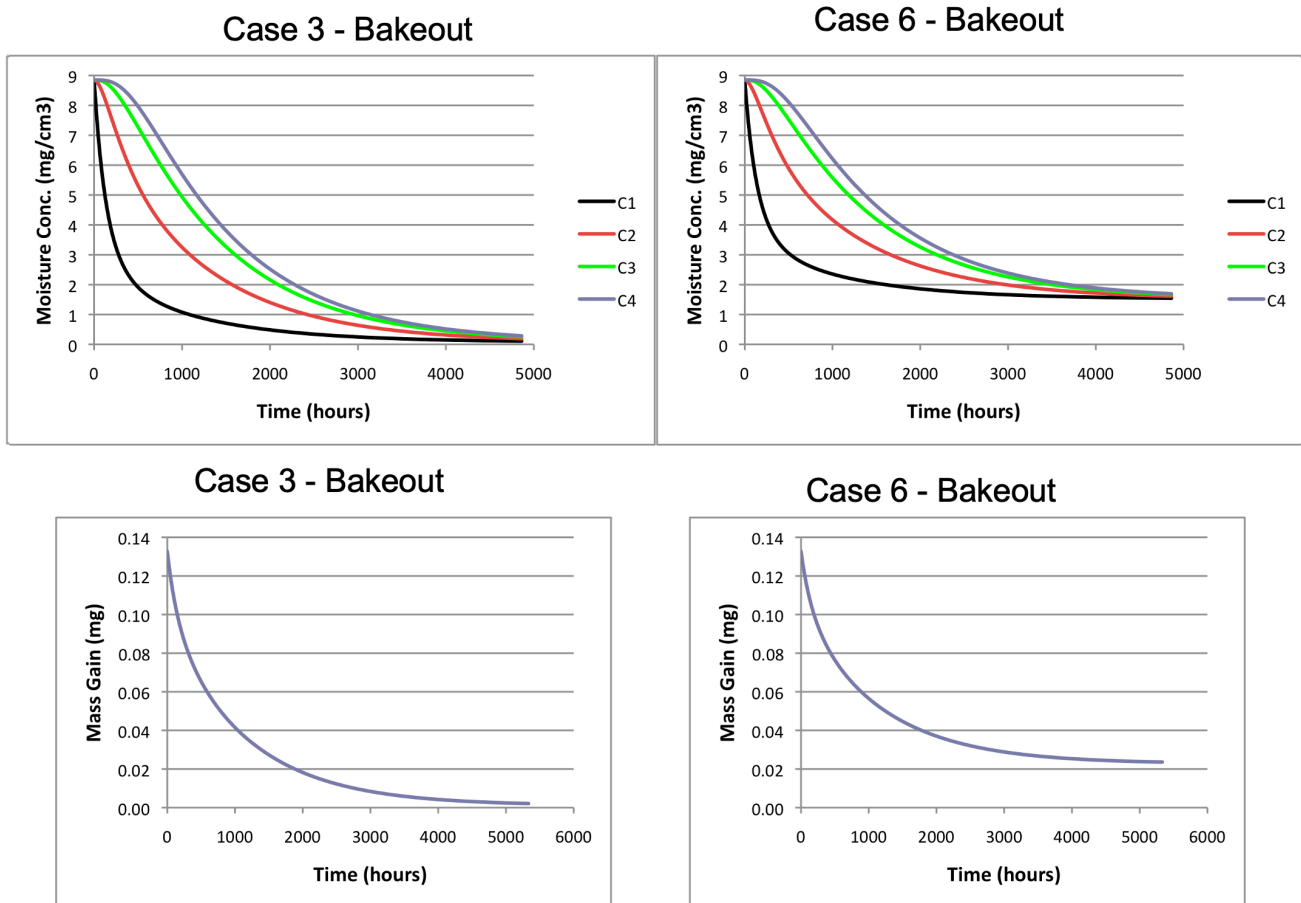 Case 3 - Bakeout
Moisture Conc. (mg/cm3)
9
8
7
6
5
4
3
2
1
0
0 1000 2000 3000 4000 5000
Time (hours)
C1
C2
C3
C4
Case 6 - Bakeout
Moisture Conc. (mg/cm3)
9
8
7
6
5
4
3
2
1
0
0 1000 2000 3000 4000 5000
Time (hours)
C1
C2
C3
C4
Case 3 - Bakeout
Mass Gain (mg)
0.14
0.12
0.10
0.08
0.06
0.04
0.02
0.00
0 1000 2000 3000 4000 5000 6000
Time (hours)
Case 6 - Bakeout
Mass Gain (mg)
0.14
0.12
0.10
0.08
0.06
0.04
0.02
0.00
0 1000 2000 3000 4000 5000 6000
Time (hours)